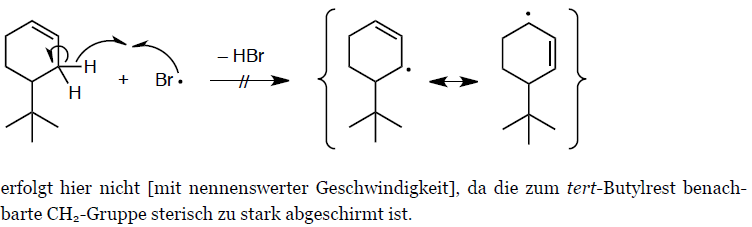 – HBr
H
H
+
Br•
erfolgt hier nicht [mit nennenswerter Geschwindigkeit], da die zum tert-Butylrest benach-
barte CH₂-Gruppe sterisch zu stark abgeschirmt ist.